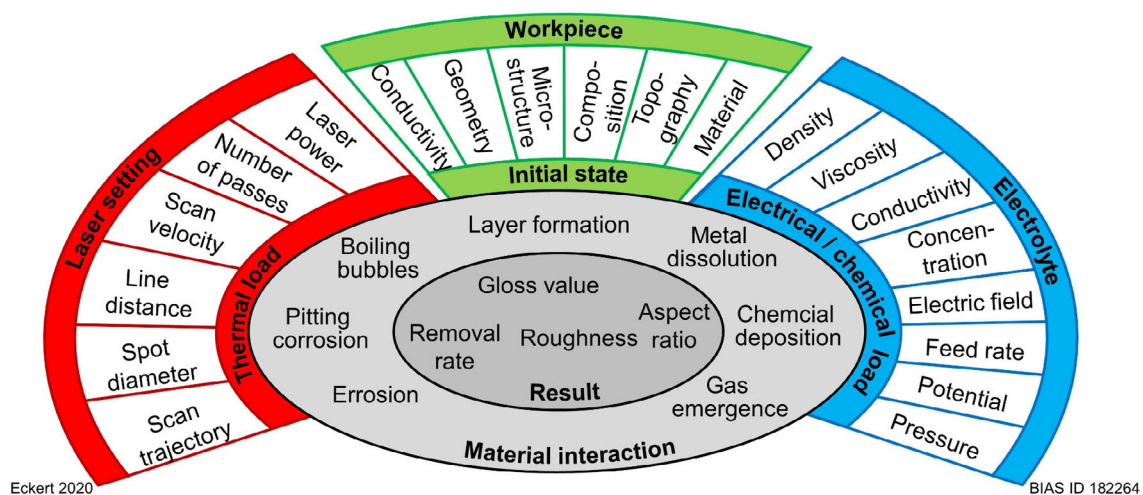 Workpiece
Conductivity
Geometry
Micro-
structure
Compo-
sition
Topo-
graphy
Material
Initial state
Laser setting
Laser
power
Number
of passes
Scan
velocity
Line
distance
Spot
diameter
Scan
trajectory
Thermal load
Electrolyte
Density
Viscosity
Conductivity
Concen-
tration
Electric field
Feed rate
Potential
Pressure
Electrical / chemical load
Layer formation
Boiling
bubbles
Metal
dissolution
Pitting
corrosion
Chemcial
deposition
Errosion
Gas
emergence
Material interaction
Gloss value
Removal
rate
Roughness
Aspect
ratio
Result
Eckert 2020
BIAS ID 182264